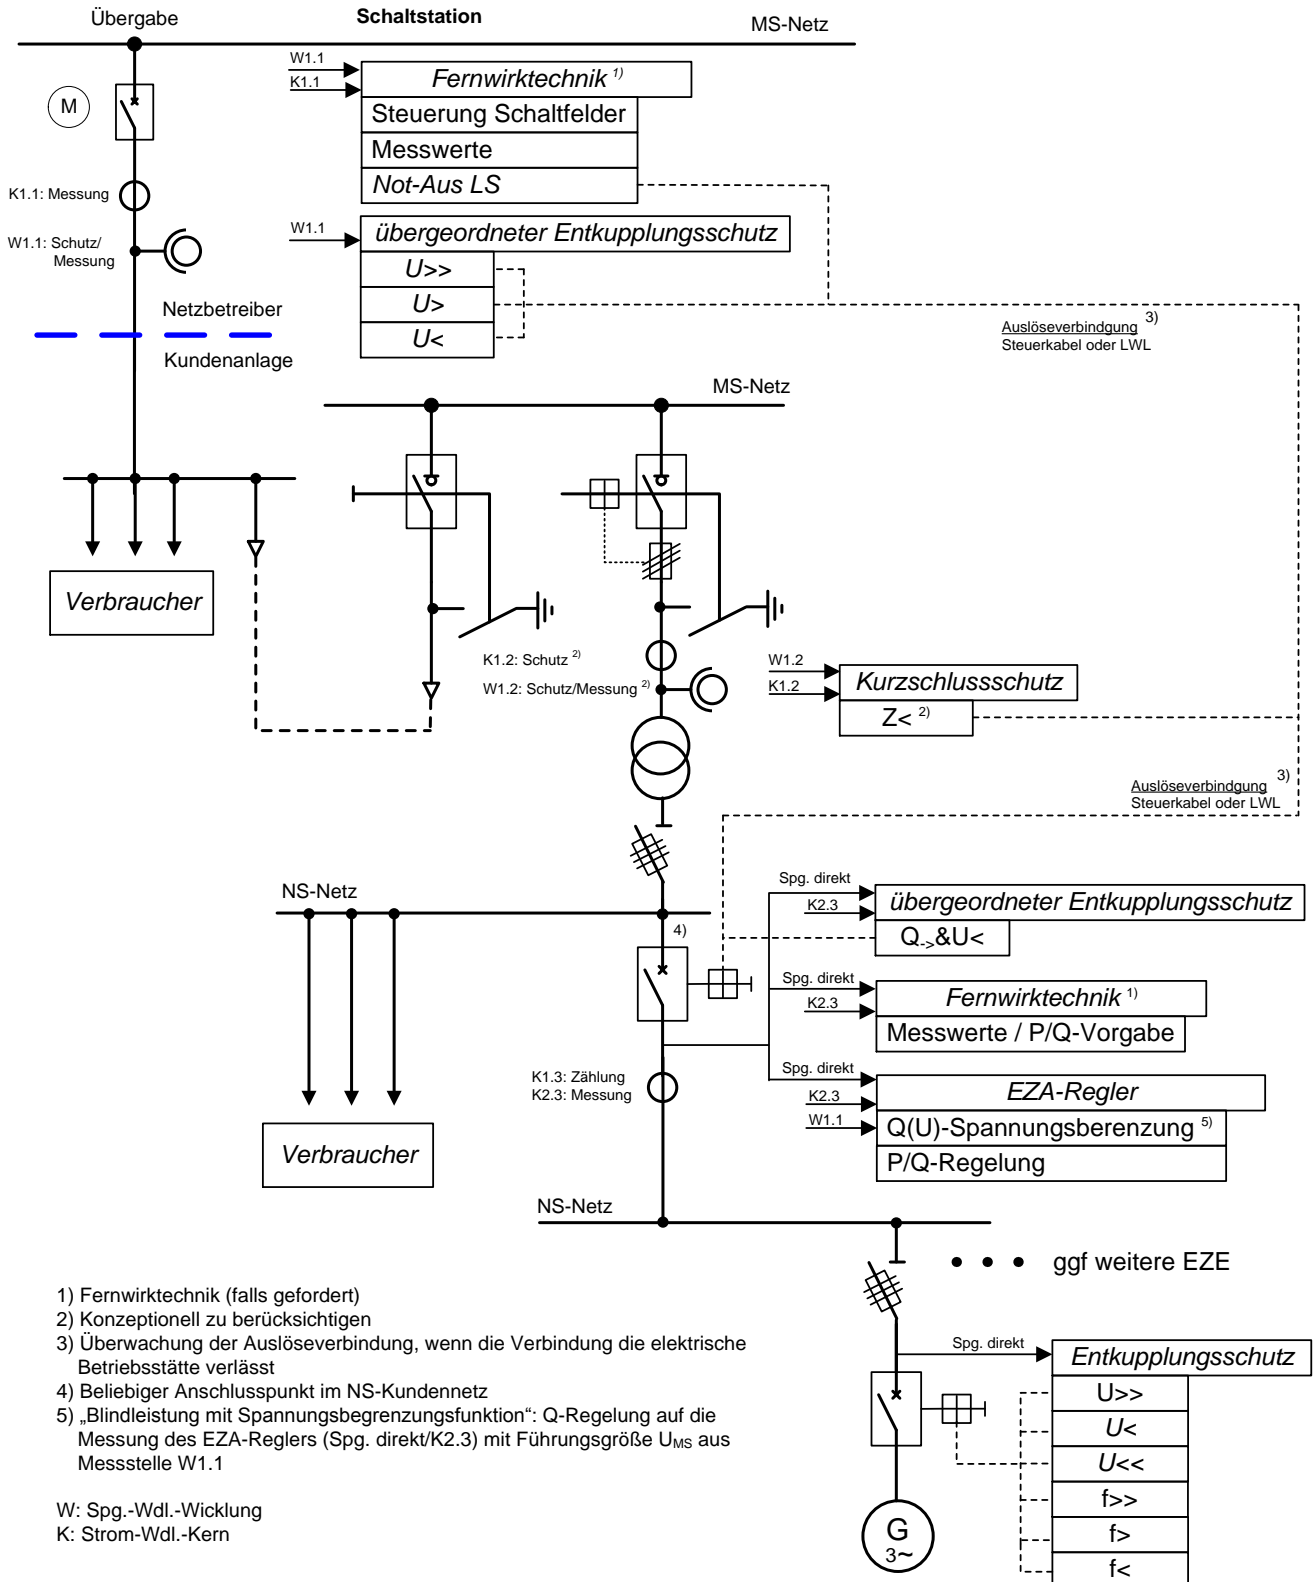 Übergabe
Schaltstation
MS-Netz
M
W1.1
K1.1
Fernwirktechnik 1)
Steuerung Schaltfelder
Messwerte
Not-Aus LS
K1.1: Messung
W1.1: Schutz/
Messung
W1.1
übergeordneter Entkupplungsschutz
U>>
U>
U<
Netzbetreiber
Kundenanlage
Auslöseverbindgung 3)
Steuerkabel oder LWL
MS-Netz
Verbraucher
K1.2: Schutz 2)
W1.2: Schutz/Messung 2)
W1.2
K1.2
Kurzschlussschutz
Z< 2)
Auslöseverbindgung 3)
Steuerkabel oder LWL
NS-Netz
4)
Spg. direkt
K2.3
übergeordneter Entkupplungsschutz
Q->&U<
Spg. direkt
K2.3
Fernwirktechnik 1)
Messwerte / P/Q-Vorgabe
K1.3: Zählung
K2.3: Messung
Spg. direkt
K2.3
W1.1
EZA-Regler
Q(U)-Spannungsberenzung 5)
P/Q-Regelung
Verbraucher
NS-Netz
ggf weitere EZE
1) Fernwirktechnik (falls gefordert)
2) Konzeptionell zu berücksichtigen
3) Überwachung der Auslöseverbindung, wenn die Verbindung die elektrische
Betriebsstätte verlässt
4) Beliebiger Anschlusspunkt im NS-Kundennetz
5) „Blindleistung mit Spannungsbegrenzungsfunktion“: Q-Regelung auf die
Messung des EZA-Reglers (Spg. direkt/K2.3) mit Führungsgröße UMS aus
Messstelle W1.1
W: Spg.-Wdl.-Wicklung
K: Strom-Wdl.-Kern
Spg. direkt
Entkupplungsschutz
U>>
U<
U<<
f>>
f>
f<
G
3~